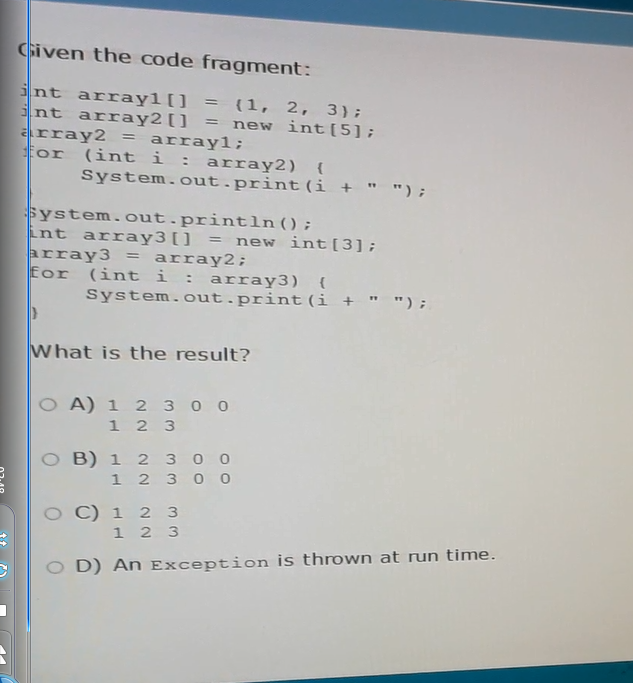 Given the code fragment:
int array1[] = {1, 2, 3};
int array2[] = new int[5];
array2 = array1;
for (int i : array2) {
System.out.print(i + " ");
}
System.out.println();
int array3[] = new int[3];
array3 = array2;
for (int i : array3) {
System.out.print(i + " ");
}
What is the result?
A) 1 2 3 0 0
1 2 3
B) 1 2 3 0 0
1 2 3 0 0
C) 1 2 3
1 2 3
D) An Exception is thrown at run time.